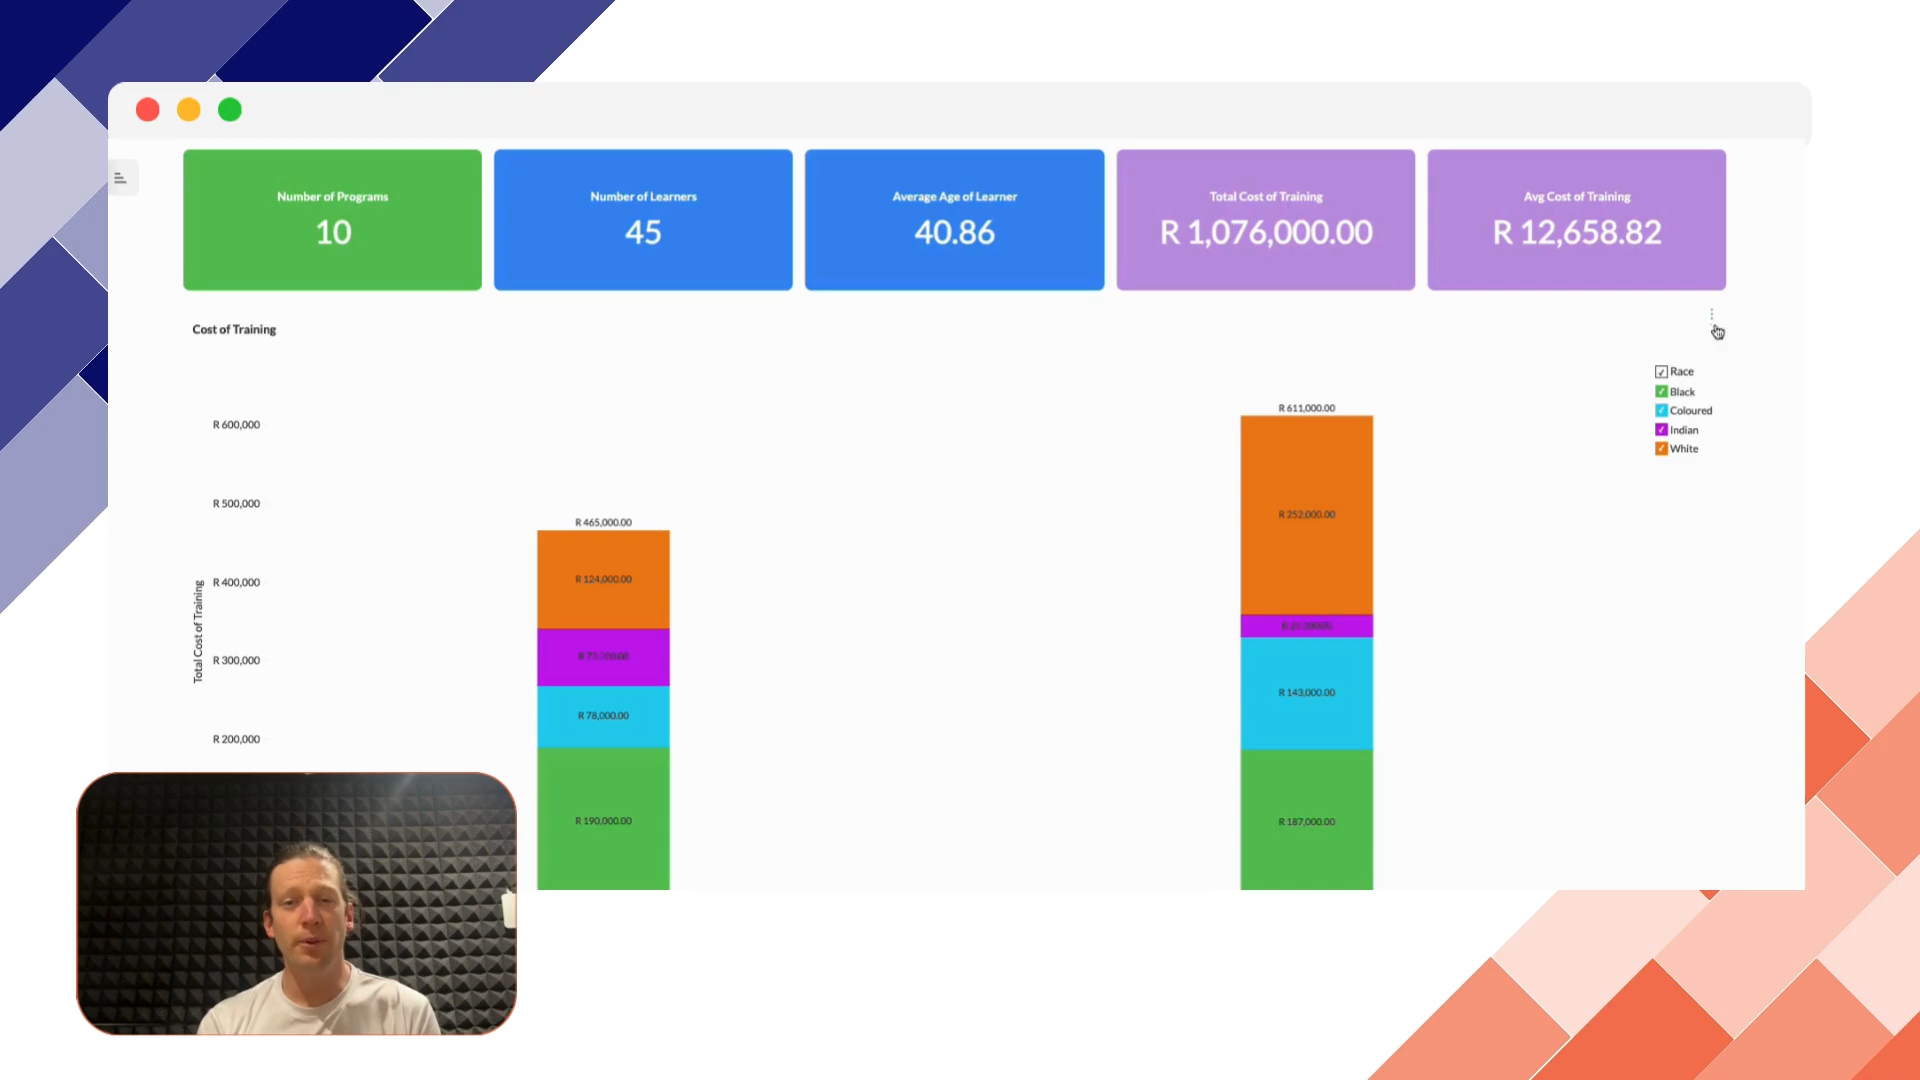 Number of Programs
10
Number of Learners
45
Average Age of Learner
40.86
Total Cost of Training
R 1,076,000.00
Avg Cost of Training
R 12,658.82
Cost of Training
Race
Black
Coloured
Indian
White
Total Cost of Training
R 600,000
R 500,000
R 400,000
R 300,000
R 200,000
R 465,000.00
R 124,000.00
R 73,000.00
R 78,000.00
R 190,000.00
R 611,000.00
R 252,000.00
R 143,000.00
R 187,000.00